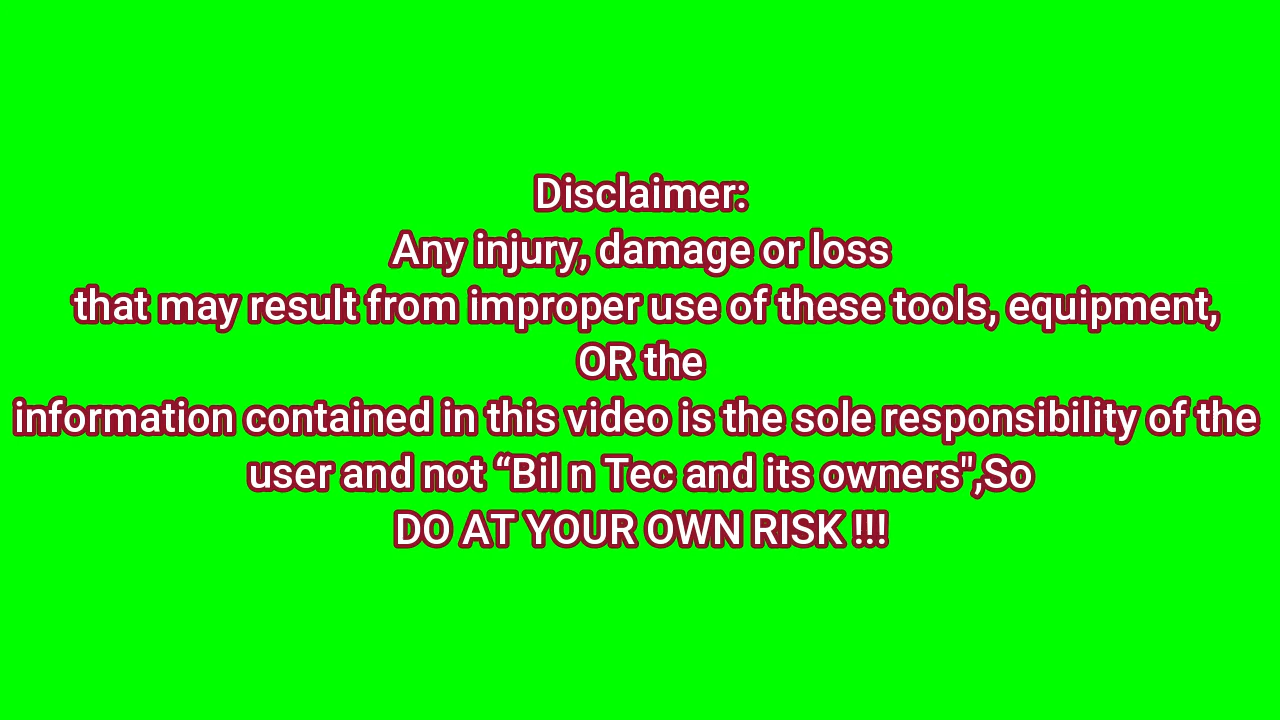 Disclaimer:
Any injury, damage or loss
that may result from improper use of these tools, equipment,
OR the
information contained in this video is the sole responsibility of the
user and not “Bil n Tec and its owners",So
DO AT YOUR OWN RISK !!!